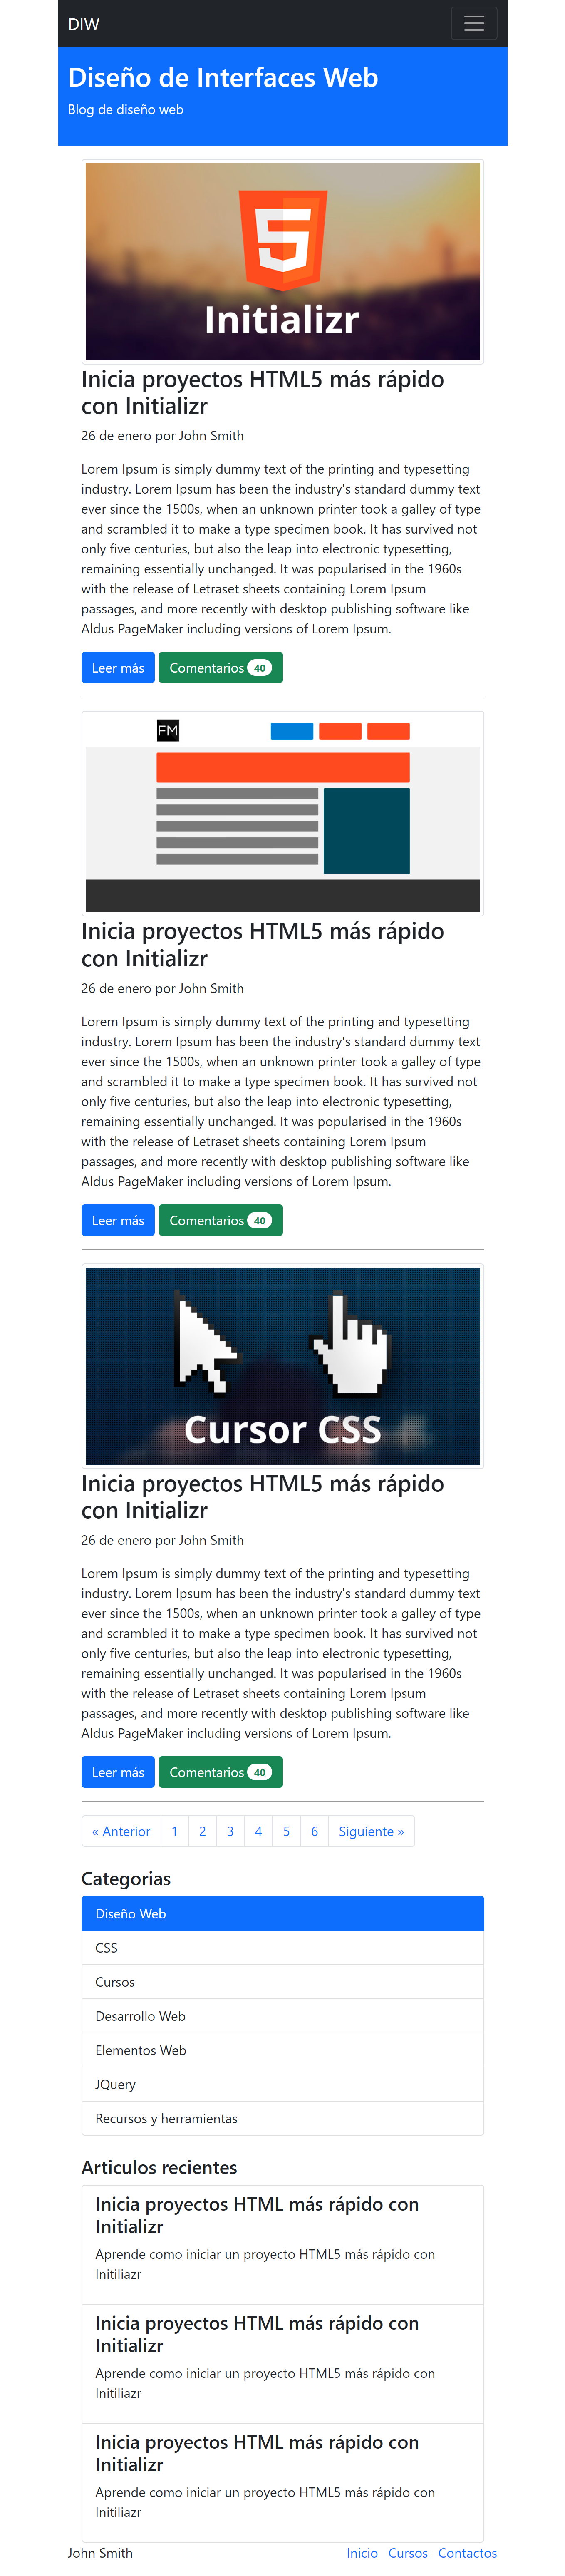 DIW
Diseño de Interfaces Web
Blog de diseño web
5
Initializr
Inicia proyectos HTML5 más rápido
con Initializr
26 de enero por John Smith
Lorem Ipsum is simply dummy text of the printing and typesetting
industry. Lorem Ipsum has been the industry's standard dummy text
ever since the 1500s, when an unknown printer took a galley of type
and scrambled it to make a type specimen book. It has survived not
only five centuries, but also the leap into electronic typesetting,
remaining essentially unchanged. It was popularised in the 1960s
with the release of Letraset sheets containing Lorem Ipsum
passages, and more recently with desktop publishing software like
Aldus PageMaker including versions of Lorem Ipsum.
Leer más Comentarios 40
FM
Inicia proyectos HTML5 más rápido
con Initializr
26 de enero por John Smith
Lorem Ipsum is simply dummy text of the printing and typesetting
industry. Lorem Ipsum has been the industry's standard dummy text
ever since the 1500s, when an unknown printer took a galley of type
and scrambled it to make a type specimen book. It has survived not
only five centuries, but also the leap into electronic typesetting,
remaining essentially unchanged. It was popularised in the 1960s
with the release of Letraset sheets containing Lorem Ipsum
passages, and more recently with desktop publishing software like
Aldus PageMaker including versions of Lorem Ipsum.
Leer más Comentarios 40
Cursor CSS
Inicia proyectos HTML5 más rápido
con Initializr
26 de enero por John Smith
Lorem Ipsum is simply dummy text of the printing and typesetting
industry. Lorem Ipsum has been the industry's standard dummy text
ever since the 1500s, when an unknown printer took a galley of type
and scrambled it to make a type specimen book. It has survived not
only five centuries, but also the leap into electronic typesetting,
remaining essentially unchanged. It was popularised in the 1960s
with the release of Letraset sheets containing Lorem Ipsum
passages, and more recently with desktop publishing software like
Aldus PageMaker including versions of Lorem Ipsum.
Leer más Comentarios 40
« Anterior 1 2 3 4 5 6 Siguiente »
Categorias
Diseño Web
CSS
Cursos
Desarrollo Web
Elementos Web
JQuery
Recursos y herramientas
Articulos recientes
Inicia proyectos HTML más rápido con
Initializr
Aprende como iniciar un proyecto HTML5 más rápido con
Initiliazr
Inicia proyectos HTML más rápido con
Initializr
Aprende como iniciar un proyecto HTML5 más rápido con
Initiliazr
Inicia proyectos HTML más rápido con
Initializr
Aprende como iniciar un proyecto HTML5 más rápido con
Initiliazr
John Smith Inicio Cursos Contactos